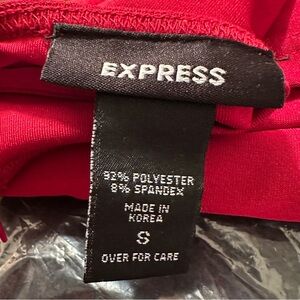 EXPRESS
92% POLYESTER
8% SPANDEX
MADE IN
KOREA
S
OVER FOR CARE